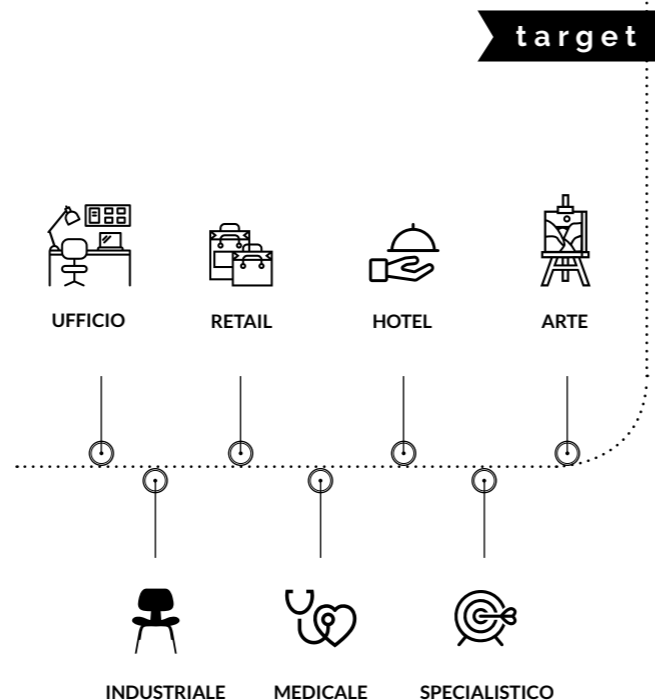 target
UFFICIO
RETAIL
HOTEL
ARTE
INDUSTRIALE
MEDICALE
SPECIALISTICO